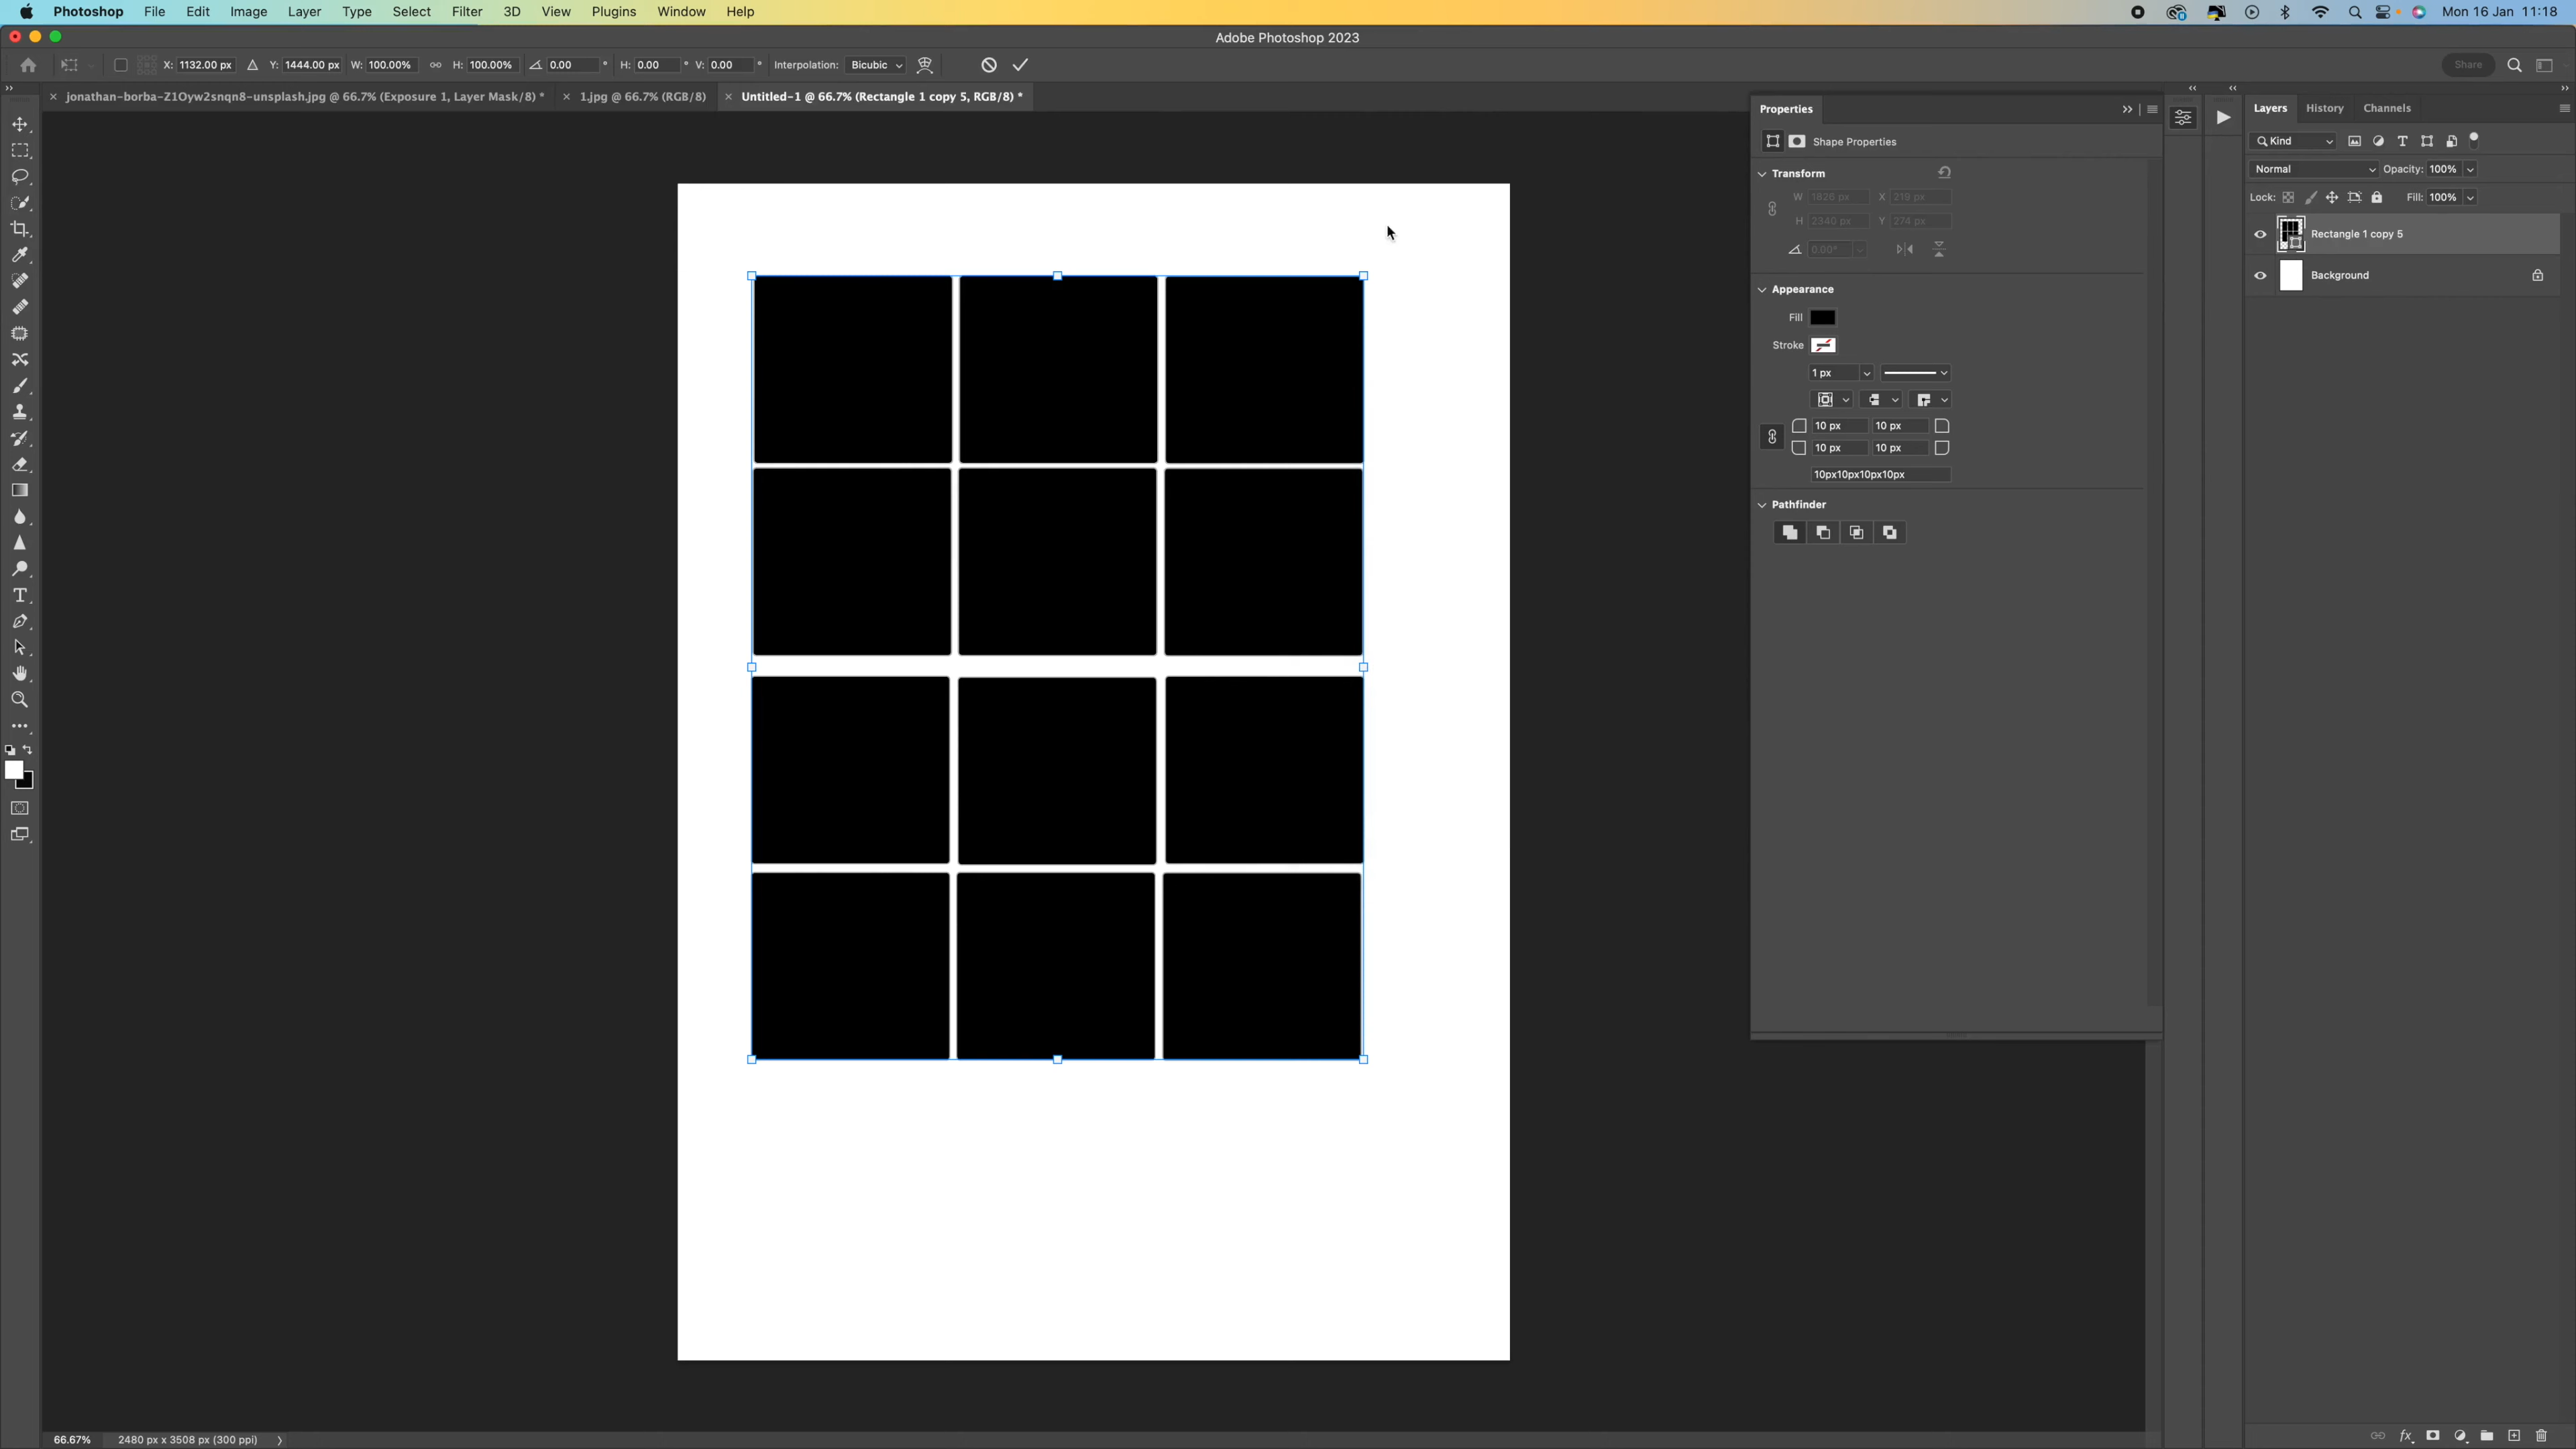 Photoshop File Edit Image Layer Type Select Filter 3D View Plugins Window Help Mon 16 Jan 11:18
Adobe Photoshop 2023
X: 1132.00 px Y: 1444.00 px W: 100.00% H: 100.00% 0.00 ° H: 0.00 ° V: 0.00 ° Interpolation: Bicubic Share
jonathan-borba-Z1Oyw2snqn8-unsplash.jpg @ 66.7% (Exposure 1, Layer Mask/8) * 1.jpg @ 66.7% (RGB/8) Untitled-1 @ 66.7% (Rectangle 1 copy 5, RGB/8) *
Properties
Shape Properties
Transform
W 1826 px X 219 px
H 2340 px Y 274 px
0.00°
Appearance
Fill
Stroke
1 px
10 px 10 px
10 px 10 px
10px10px10px10px
Pathfinder
Layers History Channels
Kind
Normal Opacity: 100%
Lock: Fill: 100%
Rectangle 1 copy 5
Background
fx
66.67% 2480 px x 3508 px (300 ppi)